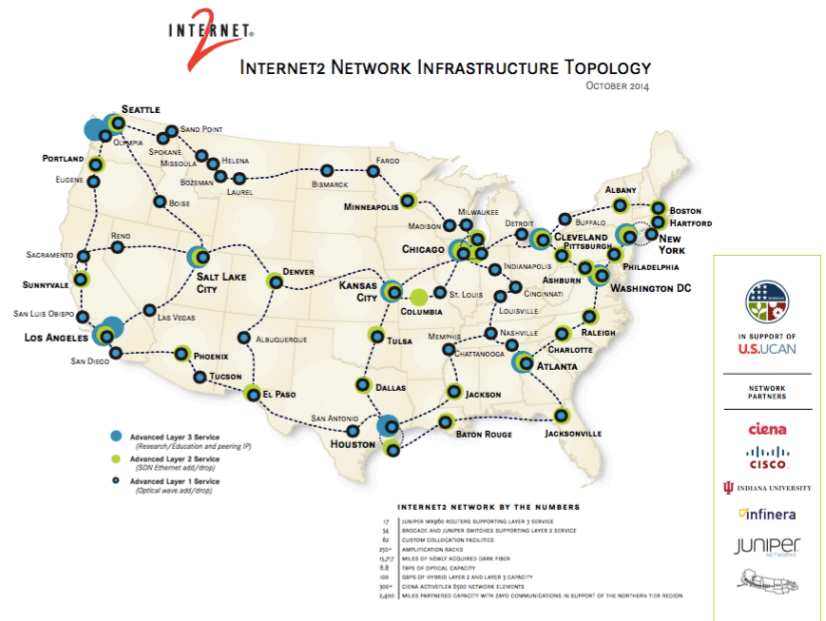 INTERNET®
2
INTERNET2 NETWORK INFRASTRUCTURE TOPOLOGY
OCTOBER 2014
SEATTLE
SAND POINT
OLYMPIA
SPOKANE
MISSOULA
HELENA
PORTLAND
EUGENE
BOZEMAN
LAUREL
BISMARCK
FARGO
MINNEAPOLIS
BOISE
MILWAUKEE
MADISON
DETROIT
BUFFALO
ALBANY
BOSTON
HARTFORD
CHICAGO
CLEVELAND
PITTSBURGH
NEW
YORK
RENO
SACRAMENTO
SUNNYVALE
SALT LAKE
CITY
DENVER
KANSAS
CITY
COLUMBIA
ST. LOUIS
INDIANAPOLIS
CINCINNATI
LOUISVILLE
ASHBURN
PHILADELPHIA
WASHINGTON DC
SAN LUIS OBISPO
LAS VEGAS
LOS ANGELES
SAN DIEGO
PHOENIX
TUCSON
ALBUQUERQUE
EL PASO
TULSA
DALLAS
MEMPHIS
NASHVILLE
CHATTANOOGA
RALEIGH
CHARLOTTE
ATLANTA
JACKSON
SAN ANTONIO
HOUSTON
BATON ROUGE
JACKSONVILLE
Advanced Layer 3 Service
(Research/Education and peering IP)
Advanced Layer 2 Service
(SDN Ethernet add/drop)
Advanced Layer 1 Service
(Optical wave add/drop)
INTERNET2 NETWORK BY THE NUMBERS
17 JUNIPER MX960 ROUTERS SUPPORTING LAYER 3 SERVICE
34 BROCADE AND JUNIPER SWITCHES SUPPORTING LAYER 2 SERVICE
62 CUSTOM COLLOCATION FACILITIES
250+ AMPLIFICATION RACKS
15,717 MILES OF NEWLY ACQUIRED DARK FIBER
8.8 TBPS OF OPTICAL CAPACITY
100 GBPS OF HYBRID LAYER 2 AND LAYER 3 CAPACITY
300+ CIENA ACTIVEFLEX 6500 NETWORK ELEMENTS
2,400 MILES PARTNERED CAPACITY WITH ZAYO COMMUNICATIONS IN SUPPORT OF THE NORTHERN TIER REGION
IN SUPPORT OF
U.S.UCAN
NETWORK
PARTNERS
ciena
CISCO
INDIANA UNIVERSITY
infinera
JUNIPER
NETWORKS